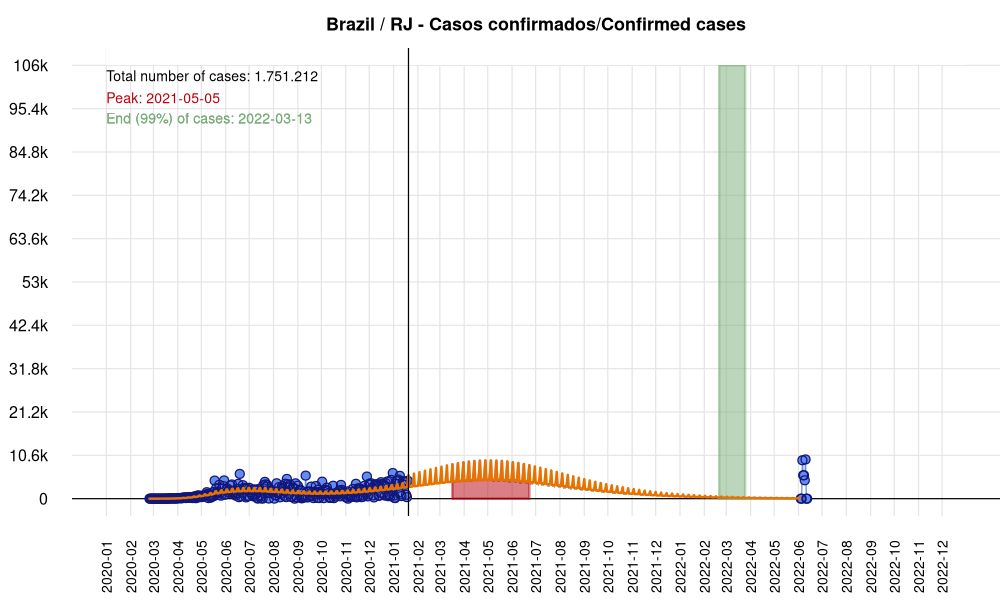 Brazil / RJ - Casos confirmados/Confirmed cases
106k
Total number of cases: 1.751.212
Peak: 2021-05-05
End (99%) of cases: 2022-03-13
95.4k
84.8k
74.2k
63.6k
53k
42.4k
31.8k
21.2k
10.6k
0
2020-01
2020-02
2020-03
2020-04
2020-05
2020-06
2020-07
2020-08
2020-09
2020-10
2020-11
2020-12
2021-01
2021-02
2021-03
2021-04
2021-05
2021-06
2021-07
2021-08
2021-09
2021-10
2021-11
2021-12
2022-01
2022-02
2022-03
2022-04
2022-05
2022-06
2022-07
2022-08
2022-09
2022-10
2022-11
2022-12